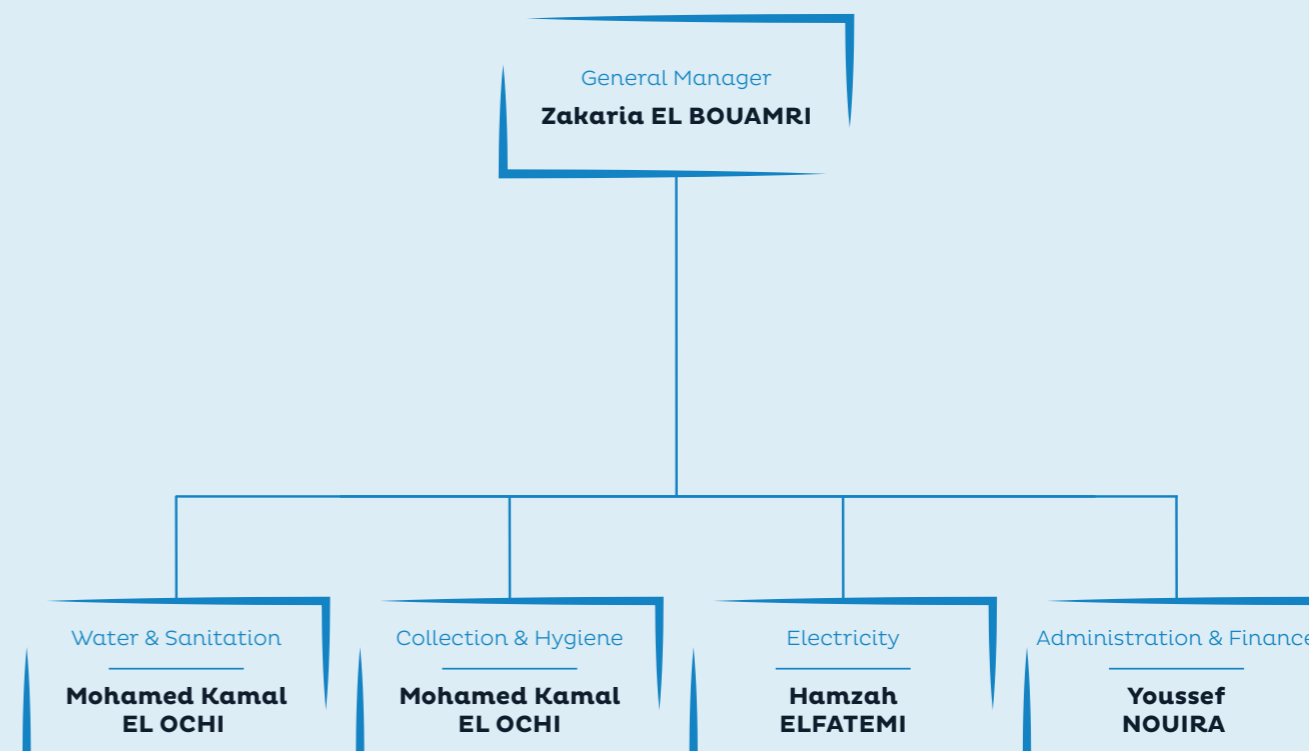 General Manager
Zakaria EL BOUAMRI
Water & Sanitation
Mohamed Kamal
EL OCHI
Collection & Hygiene
Mohamed Kamal
EL OCHI
Electricity
Hamzah
ELFATEMI
Administration & Finance
Youssef
NOUIRA